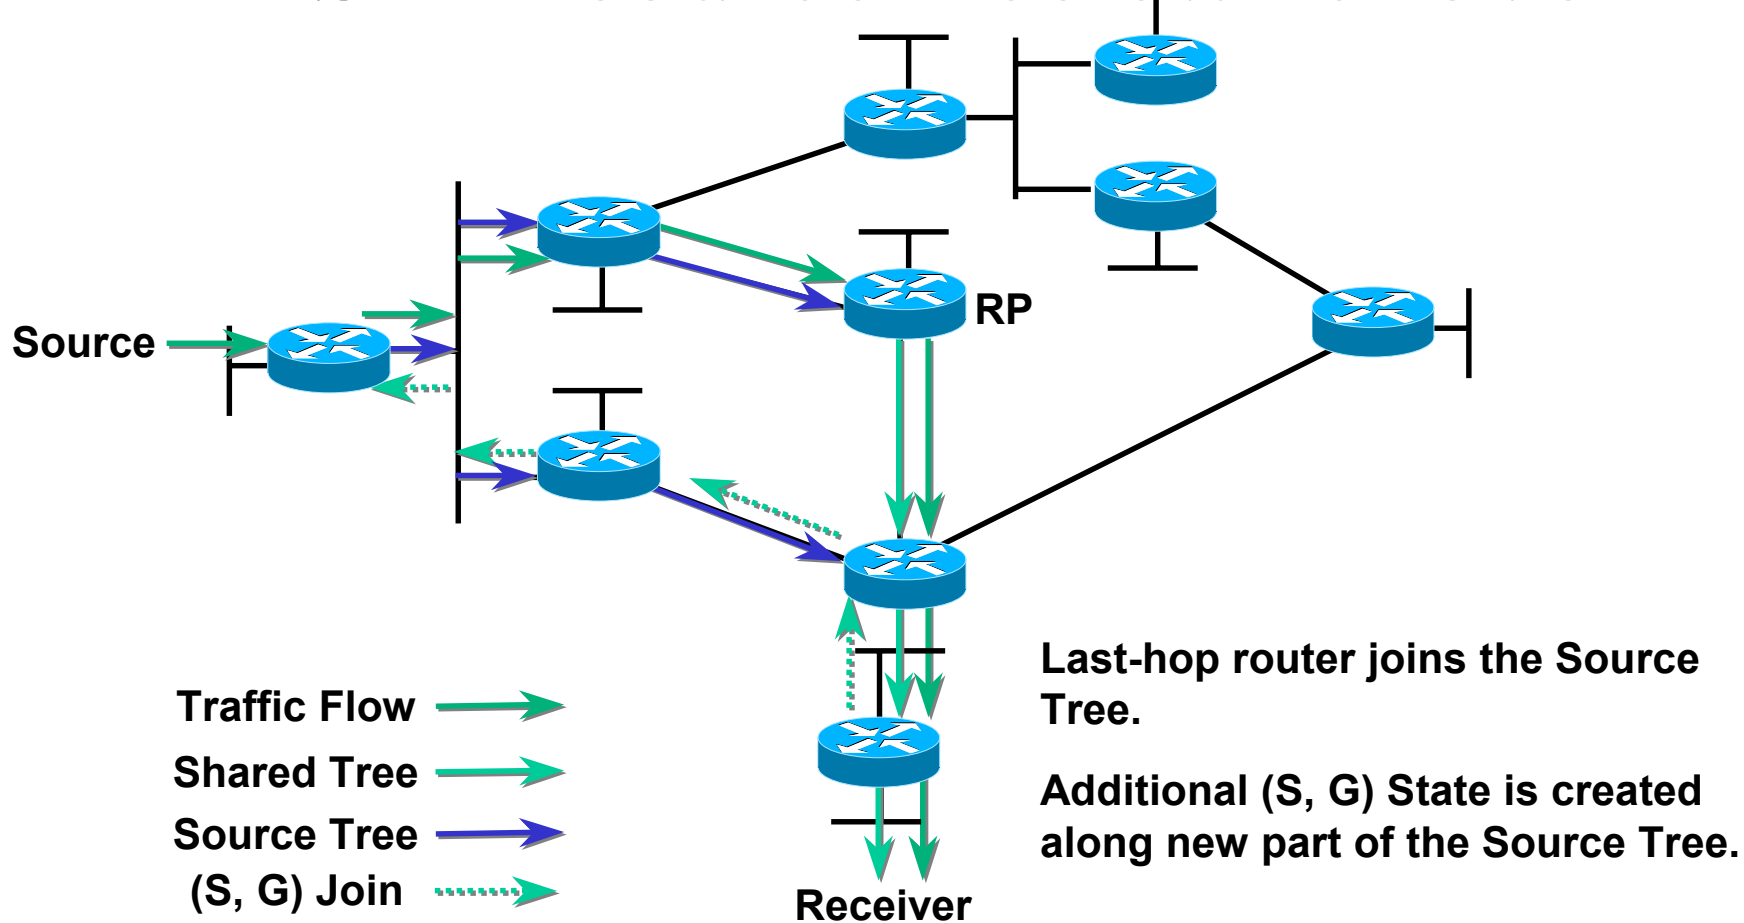 RP
Source
Last-hop router joins the Source
Tree.
Traffic Flow
Shared Tree
Additional (S, G) State is created
along new part of the Source Tree.
Source Tree
(S, G) Join
Receiver